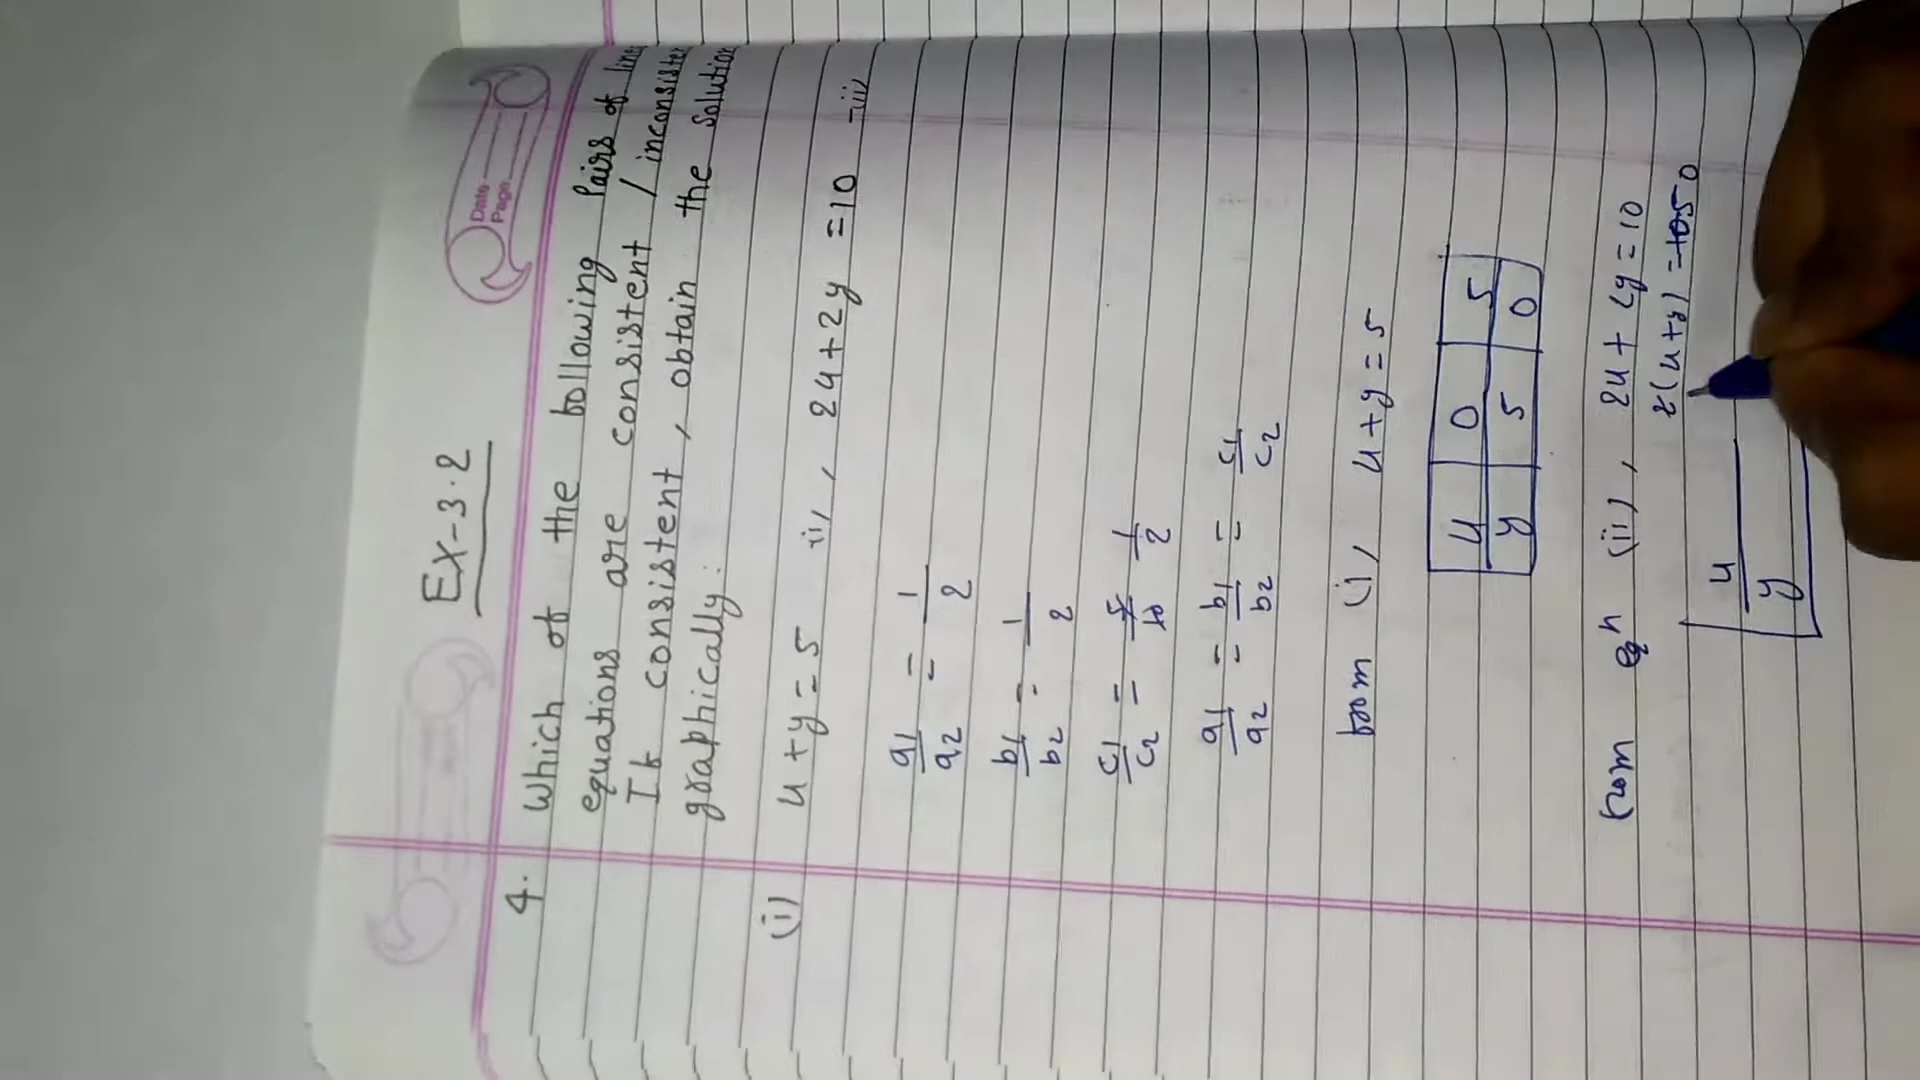 Date
Page
EX-3.2
4. Which of the following Pairs of lines
equations are consistent / inconsistent
If consistent, obtain the solution
graphically:
(i) x+y=5 -(i), 2x+2y=10 -(ii)
a1/a2 = 1/2
b1/b2 = 1/2
c1/c2 = 5/10 1/2
a1/a2 = b1/b2 = c1/c2
from (i), x+y=5
x 0 5
y 5 0
from eqn (ii), 2x+2y=10
2(x+y)=10 5
x
y